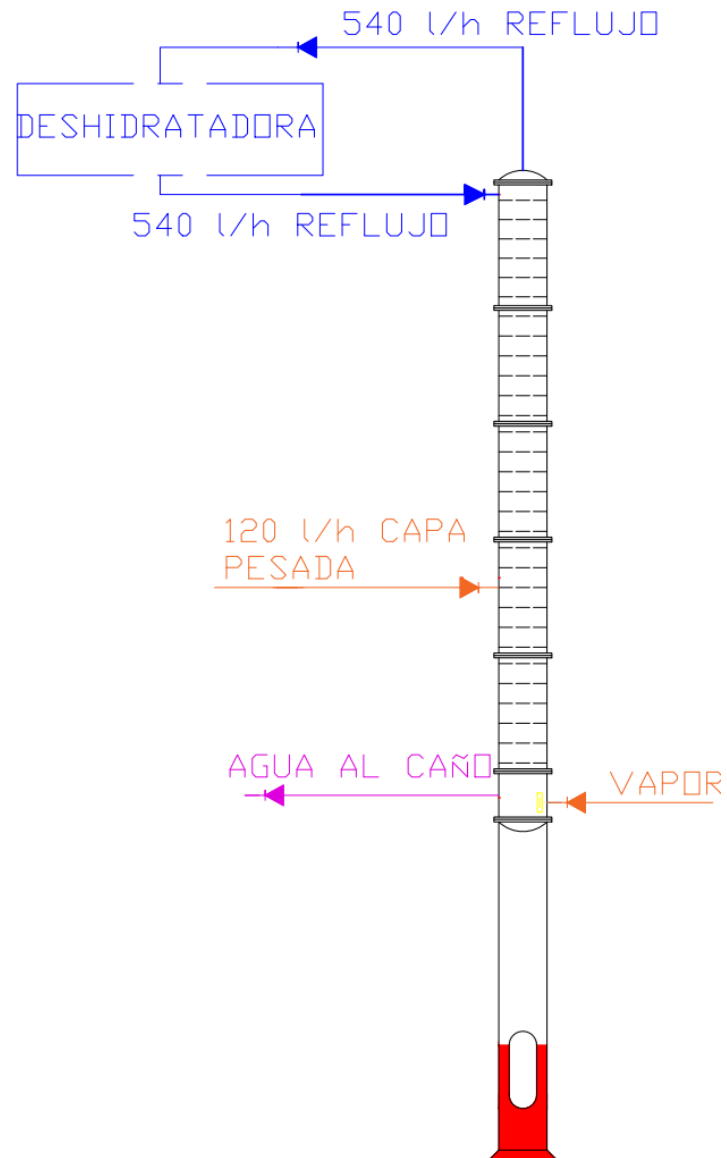 540 l/h REFLUJO
DESHIDRATADORA
540 l/h REFLUJO
120 l/h CAPA
PESADA
AGUA AL CAÑO
VAPOR